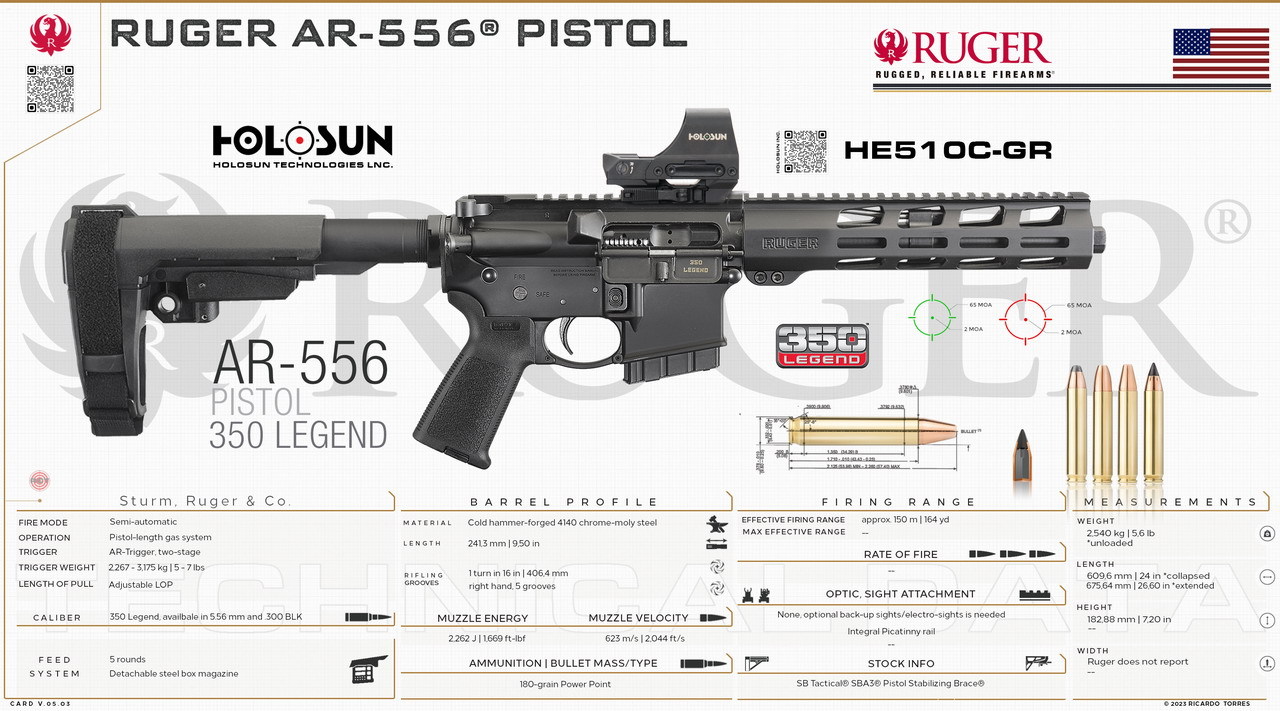 RUGER AR-556® PISTOL
RUGER
RUGGED, RELIABLE FIREARMS®
HOLOSUN
HOLOSUN TECHNOLOGIES LNC.
HOLOSUN
HOLOSUN INC.
HE510C-GR
RUGER®
RUGER
350
LEGEND
FIRE
SAFE
65 MOA
2 MOA
65 MOA
2 MOA
350
LEGEND
AR-556
PISTOL
350 LEGEND
BULLET
TECHNICAL DATA
Sturm, Ruger & Co.
FIRE MODE Semi-automatic
OPERATION Pistol-length gas system
TRIGGER AR-Trigger, two-stage
TRIGGER WEIGHT 2,267 - 3,175 kg | 5 - 7 lbs
LENGTH OF PULL Adjustable LOP
CALIBER 350 Legend, availbale in 5.56 mm and .300 BLK
FEED SYSTEM 5 rounds
Detachable steel box magazine
BARREL PROFILE
MATERIAL Cold hammer-forged 4140 chrome-moly steel
LENGTH 241,3 mm | 9,50 in
RIFLING GROOVES 1 turn in 16 in | 406,4 mm
right hand, 5 grooves
MUZZLE ENERGY MUZZLE VELOCITY
2,262 J | 1,669 ft-lbf 623 m/s | 2,044 ft/s
AMMUNITION | BULLET MASS/TYPE
180-grain Power Point
FIRING RANGE
EFFECTIVE FIRING RANGE approx. 150 m | 164 yd
MAX EFFECTIVE RANGE --
RATE OF FIRE
--
OPTIC, SIGHT ATTACHMENT
None, optional back-up sights/electro-sights is needed
Integral Picatinny rail
--
STOCK INFO
SB Tactical® SBA3® Pistol Stabilizing Brace®
MEASUREMENTS
WEIGHT
2,540 kg | 5,6 lb
*unloaded
LENGTH
609,6 mm | 24 in *collapsed
675,64 mm | 26,60 in *extended
HEIGHT
182,88 mm | 7,20 in
--
WIDTH
Ruger does not report
--
CARD V.05.03
© 2023 RICARDO TORRES